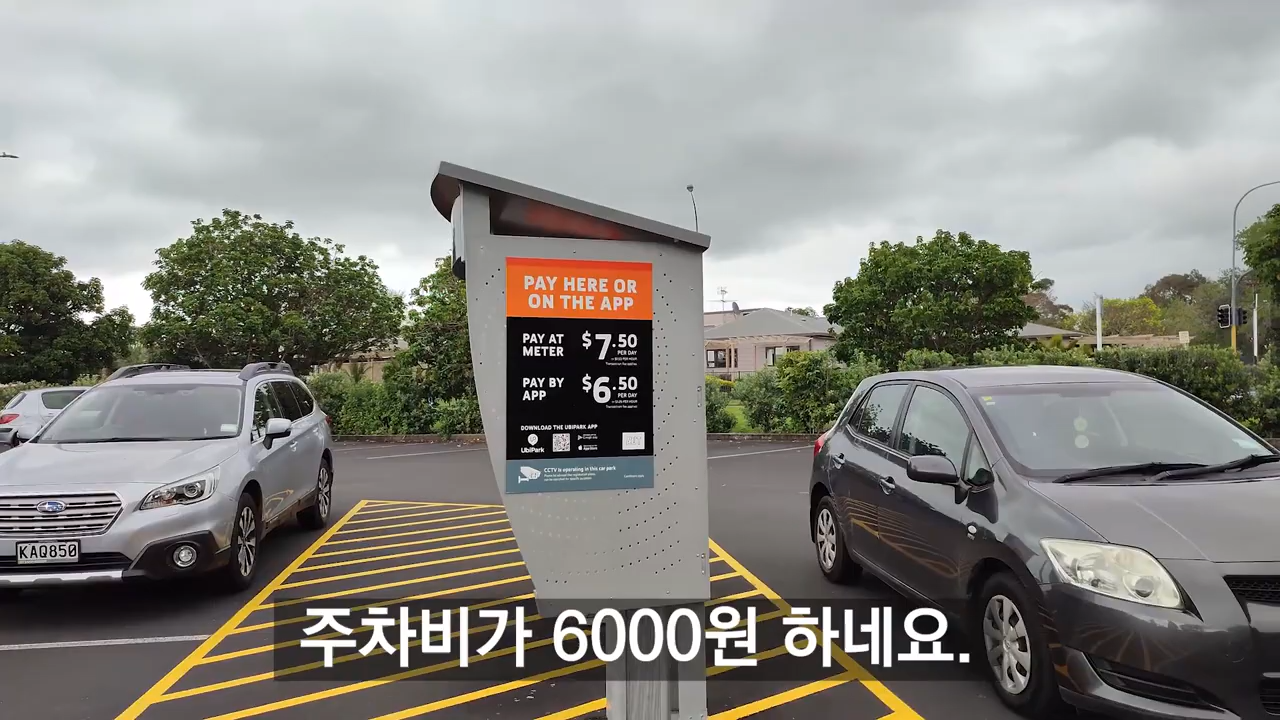 PAY HERE OR
ON THE APP
PAY AT
METER
$7.50
PER DAY
PAY BY
APP
$6.50
PER DAY
DOWNLOAD THE UBIPARK APP
UbiPark
CCTV is operating in this car park
KAQ850
주차비가 6000원 하네요.